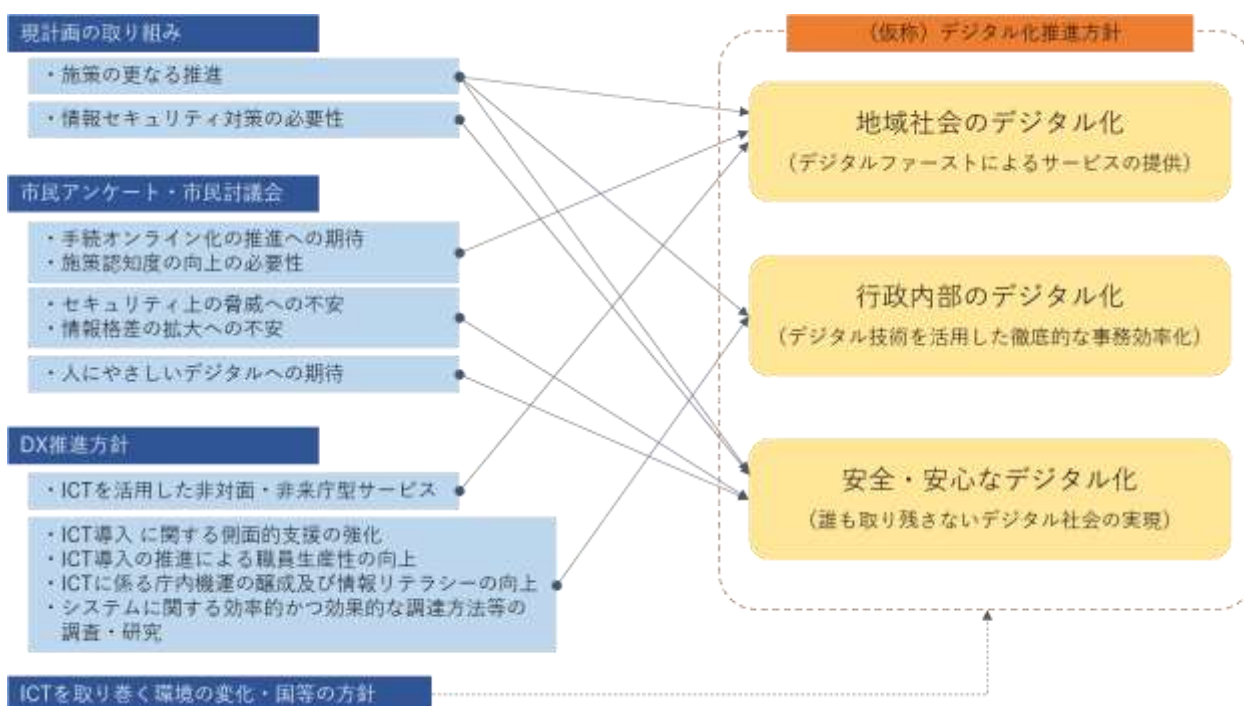 現計画の取り組み
・施策の更なる推進
・情報セキュリティ対策の必要性
市民アンケート・市民討議会
・手続オンライン化の推進への期待
・施策認知度の向上の必要性
・セキュリティ上の脅威への不安
・情報格差の拡大への不安
・人にやさしいデジタルへの期待
DX推進方針
・ICTを活用した非対面・非来庁型サービス
・ICT導入 に関する側面的支援の強化
・ICT導入の推進による職員生産性の向上
・ICTに係る庁内機運の醸成及び情報リテラシーの向上
・システムに関する効率的かつ効果的な調達方法等の
調査・研究
ICTを取り巻く環境の変化・国等の方針
（仮称）デジタル化推進方針
地域社会のデジタル化
（デジタルファーストによるサービスの提供）
行政内部のデジタル化
（デジタル技術を活用した徹底的な事務効率化）
安全・安心なデジタル化
（誰も取り残さないデジタル社会の実現）